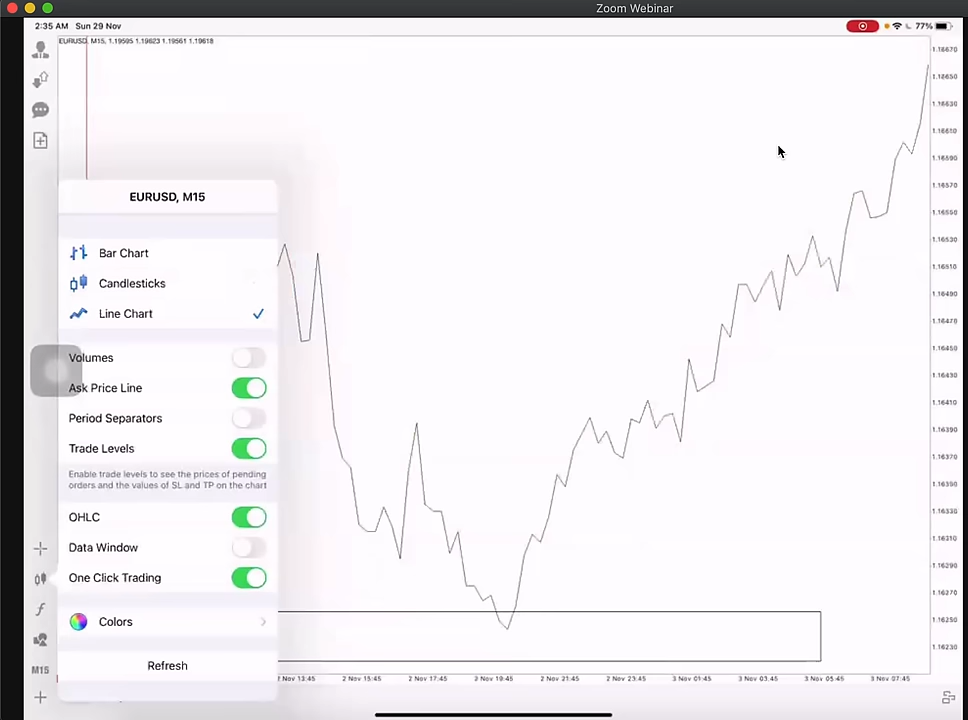 Zoom Webinar
2:35 AM Sun 29 Nov
77%
EURUSD, M15, 1.19595 1.19623 1.19561 1.19618
1.18670
1.16650
1.16630
1.16610
1.16590
1.16570
1.16550
1.16530
1.16510
1.16490
1.16470
1.16450
1.16430
1.16410
1.16390
1.16370
1.16350
1.16330
1.16310
1.16290
1.16270
1.16250
1.16230
EURUSD, M15
Bar Chart
Candlesticks
Line Chart
Volumes
Ask Price Line
Period Separators
Trade Levels
Enable trade levels to see the prices of pending
orders and the values of SL and TP on the chart
OHLC
Data Window
One Click Trading
Colors
Refresh
M15
Nov 13:45
2 Nov 15:45
2 Nov 17:45
2 Nov 19:45
2 Nov 21:45
2 Nov 23:45
3 Nov 01:45
3 Nov 03:45
3 Nov 05:45
3 Nov 07:45